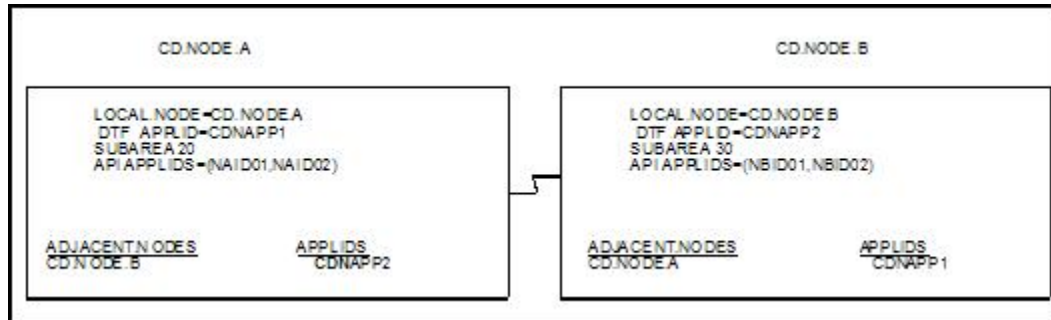 CD.NODE.A
CD.NODE.B
LOCAL.NODE=CD.NODE.A
DTF APPLID=CDNAPP1
SUBAREA 20
API APPLIDS=(NAID01,NAID02)
ADJACENT.NODES APPLIDS
CD.NODE.B CDNAPP2
LOCAL.NODE=CD.NODE.B
DTF APPLID=CDNAPP2
SUBAREA 30
API APPLIDS=(NBID01,NBID02)
ADJACENT.NODES APPLIDS
CD.NODE.A CDNAPP1